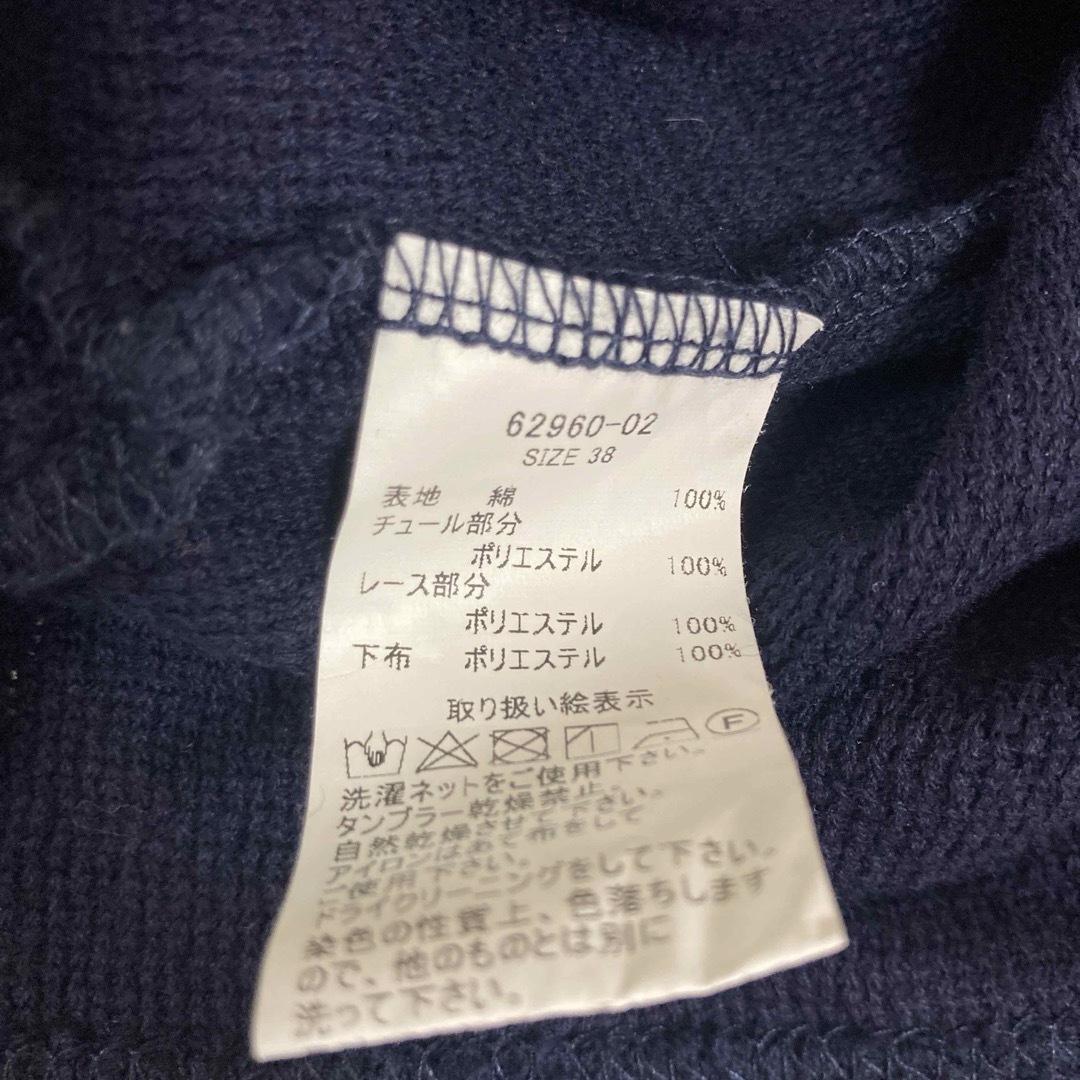 62960-02
SIZE 38
表地 綿 100%
チュール部分
ポリエステル 100%
レース部分
ポリエステル 100%
下布 ポリエステル 100%
取り扱い絵表示
F
洗濯ネットをご使用下さい。
タンブラー乾燥禁止。
自然乾燥させて下さい。
アイロンはあて布をして
ご使用下さい。
ドライクリーニングをして下さい。
染色の性質上、色落ちします
ので、他のものとは別に
洗って下さい。